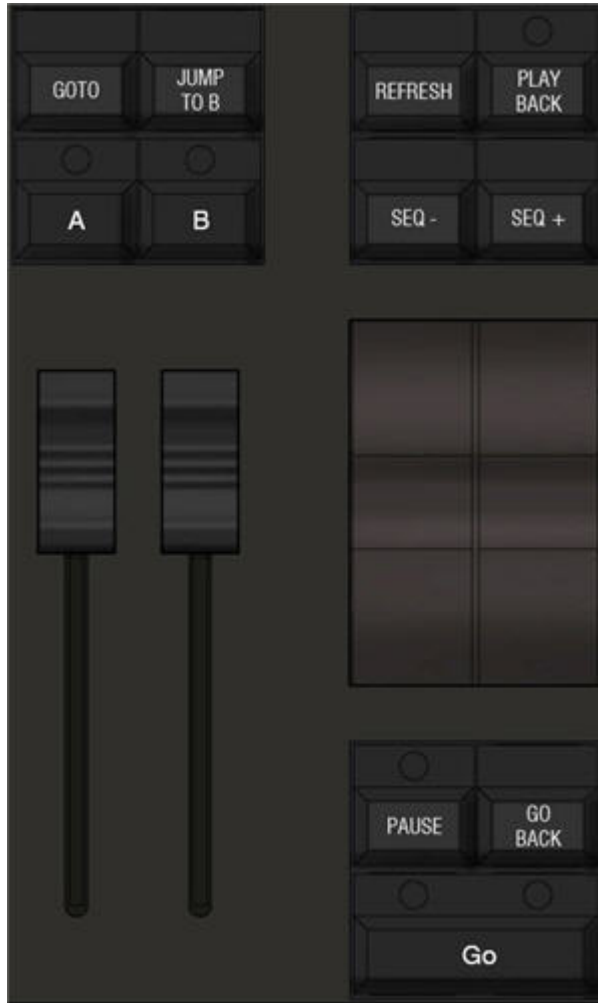 GOTO
JUMP
TO B
REFRESH
PLAY
BACK
A
B
SEQ -
SEQ +
PAUSE
GO
BACK
Go